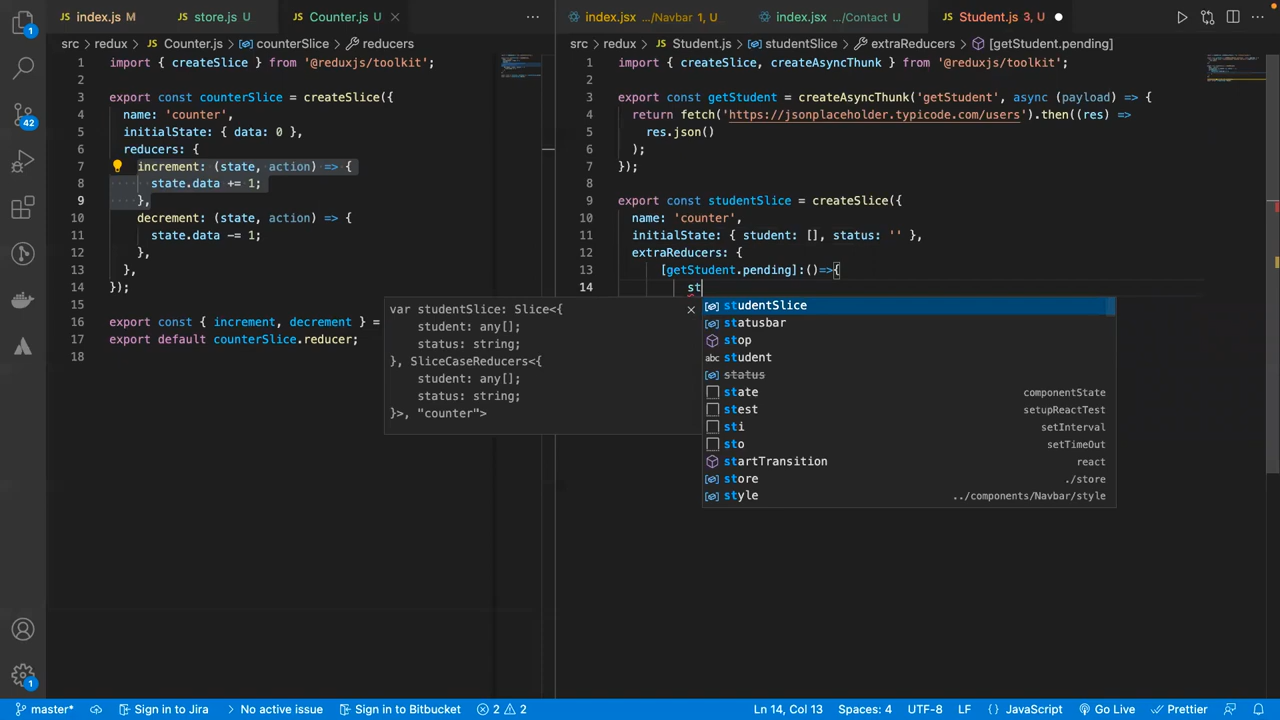 index.js M store.js U Counter.js U
index.jsx .../Navbar 1, U index.jsx .../Contact U Student.js 3, U
src > redux > JS Counter.js > counterSlice > reducers
src > redux > JS Student.js > studentSlice > extraReducers > [getStudent.pending]
1 import { createSlice } from '@reduxjs/toolkit';
2
3 export const counterSlice = createSlice({
4 name: 'counter',
5 initialState: { data: 0 },
6 reducers: {
7 increment: (state, action) => {
8 state.data += 1;
9 },
10 decrement: (state, action) => {
11 state.data -= 1;
12 },
13 },
14 });
15
16 export const { increment, decrement } =
17 export default counterSlice.reducer;
18
1 import { createSlice, createAsyncThunk } from '@reduxjs/toolkit';
2
3 export const getStudent = createAsyncThunk('getStudent', async (payload) => {
4 return fetch('https://jsonplaceholder.typicode.com/users').then((res) =>
5 res.json()
6 );
7 });
8
9 export const studentSlice = createSlice({
10 name: 'counter',
11 initialState: { student: [], status: '' },
12 extraReducers: {
13 [getStudent.pending]:()=>{
14 st
var studentSlice: Slice<{
student: any[];
status: string;
}, SliceCaseReducers<{
student: any[];
status: string;
}>, "counter">
studentSlice
statusbar
stop
abc student
status
state componentState
stest setupReactTest
sti setInterval
sto setTimeOut
startTransition react
store ./store
style ../components/Navbar/style
1
42
1
master* Sign in to Jira No active issue Sign in to Bitbucket 2 2 Ln 14, Col 13 Spaces: 4 UTF-8 LF {} JavaScript Go Live Prettier